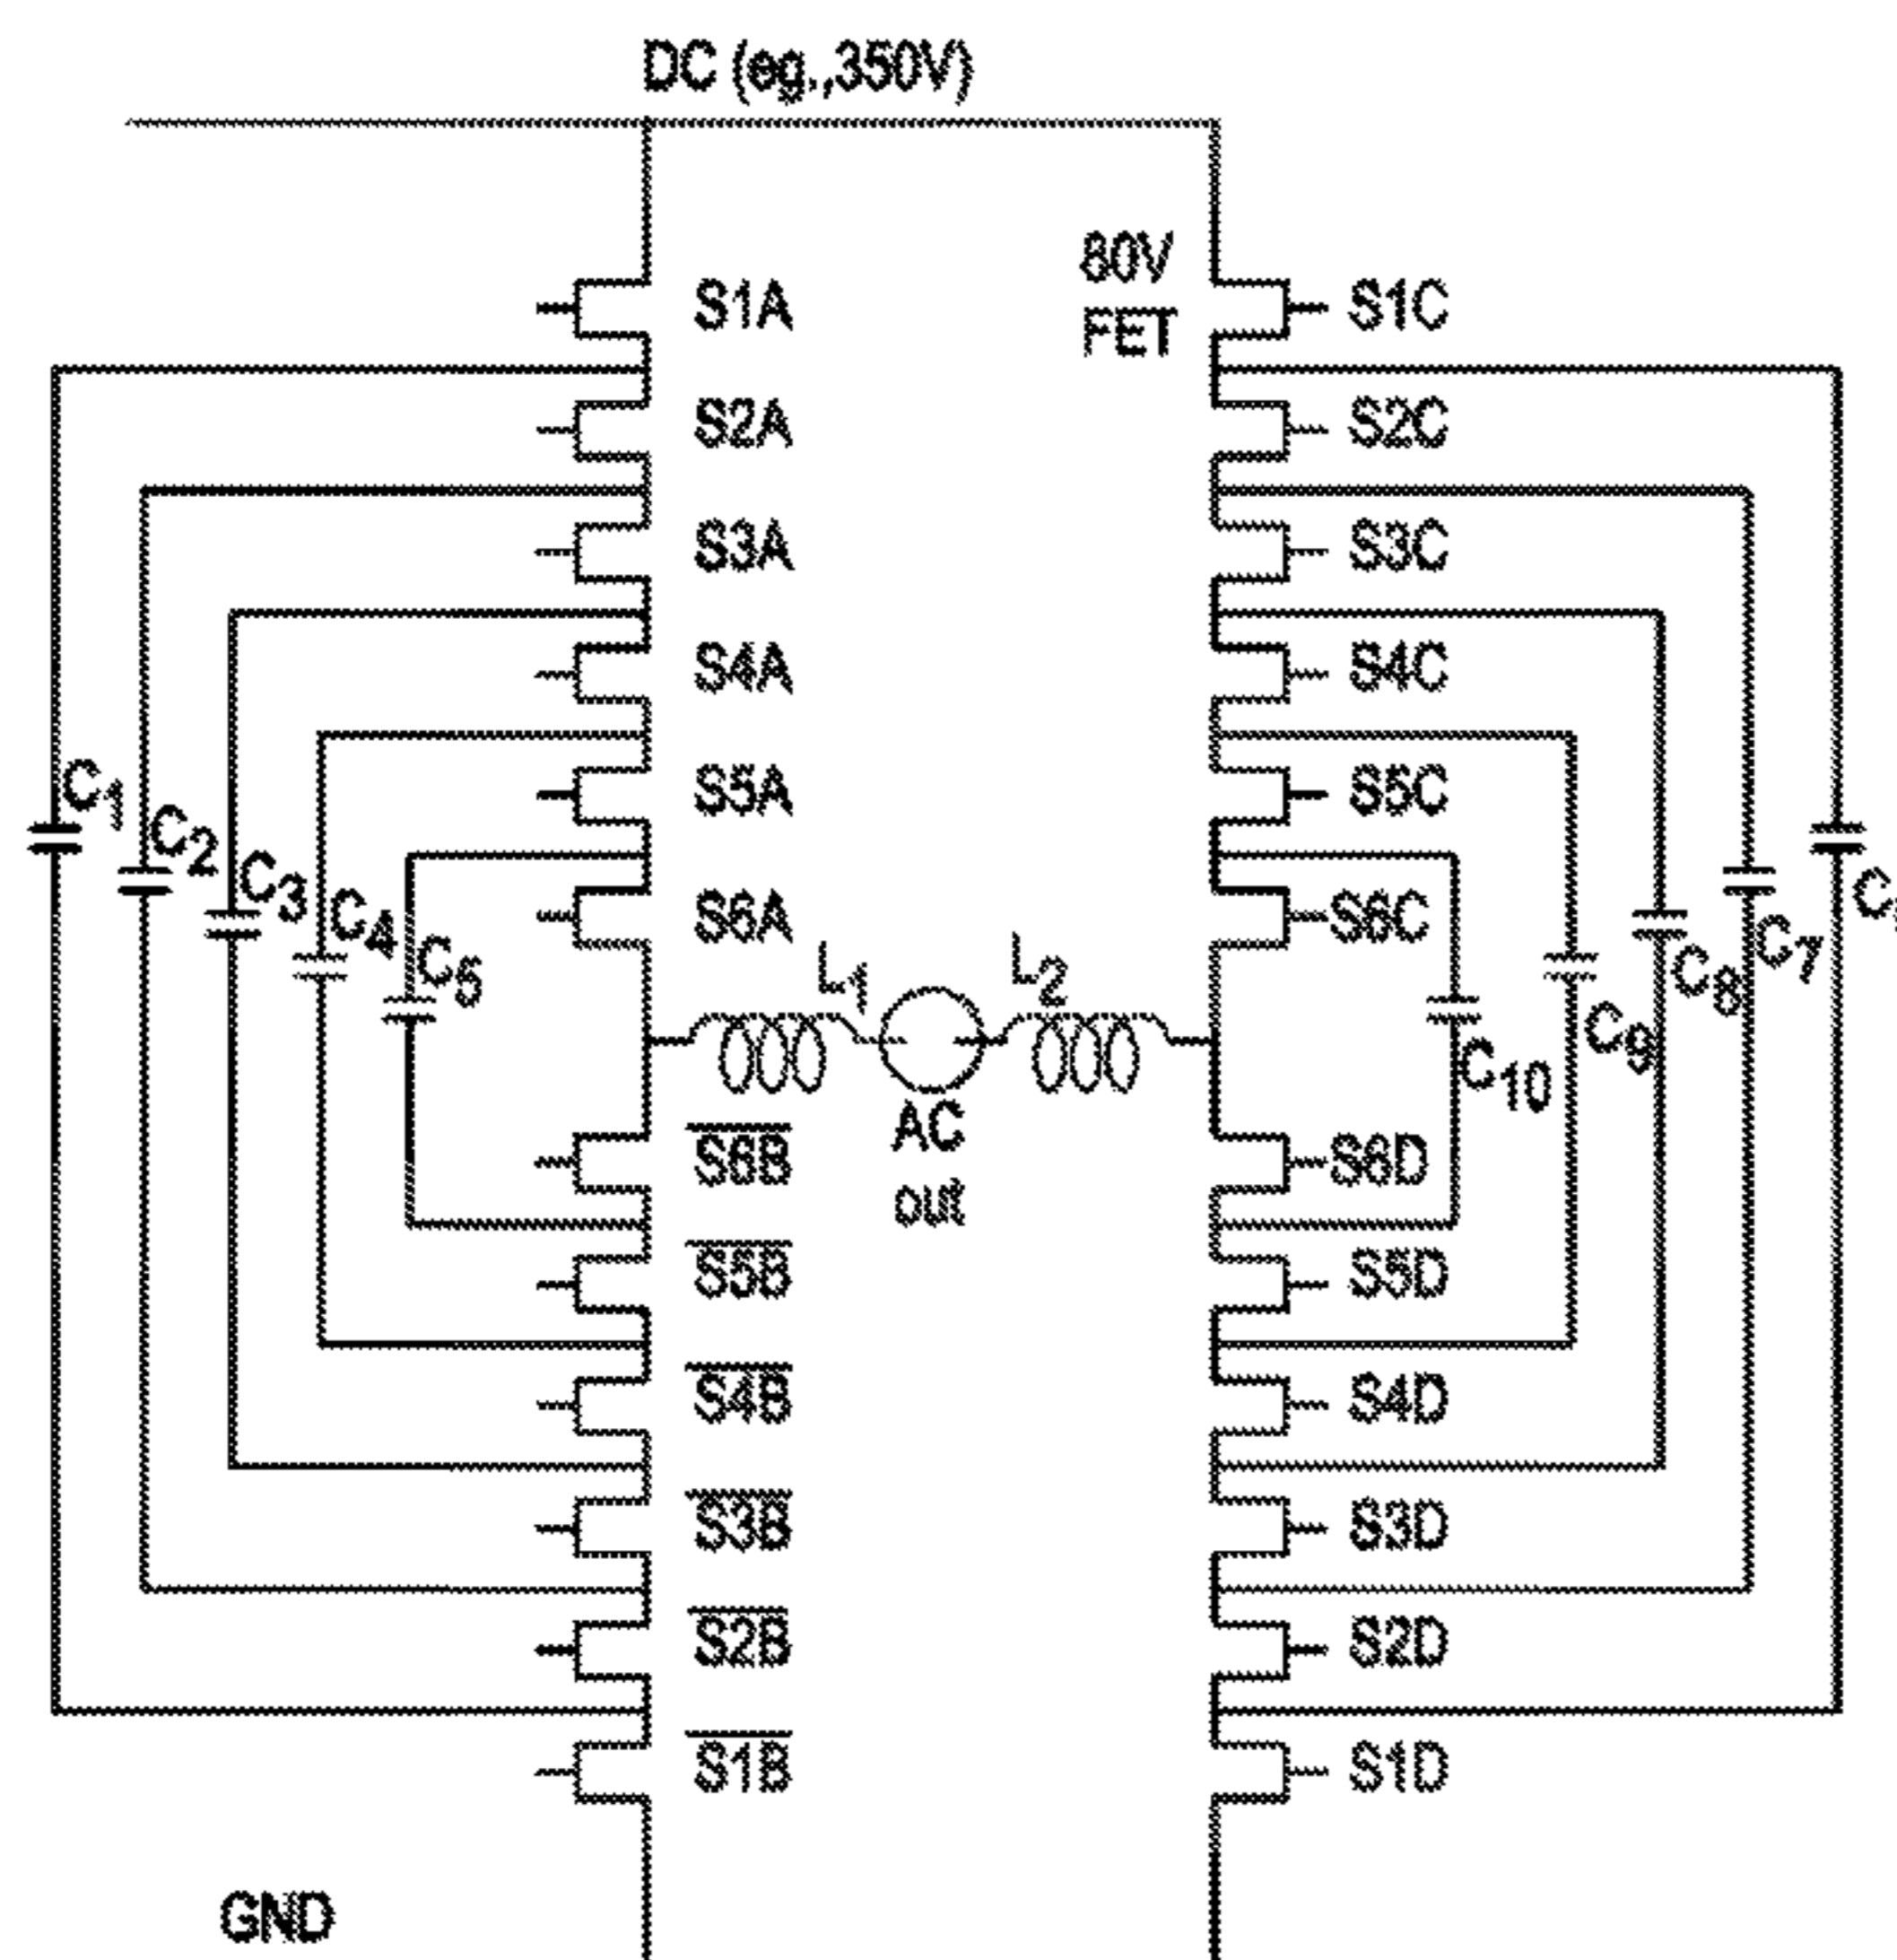 DC (eg.,350V)
80V
FET
S1A
S1C
S2A
S2C
S3A
S3C
S4A
S4C
S5A
S5C
S6A
S6C
C1
C2
C3
C4
C5
L1
L2
C7
C8
C9
C10
AC
out
S6B
S6D
S5B
S5D
S4B
S4D
S3B
S3D
S2B
S2D
S1B
S1D
GND